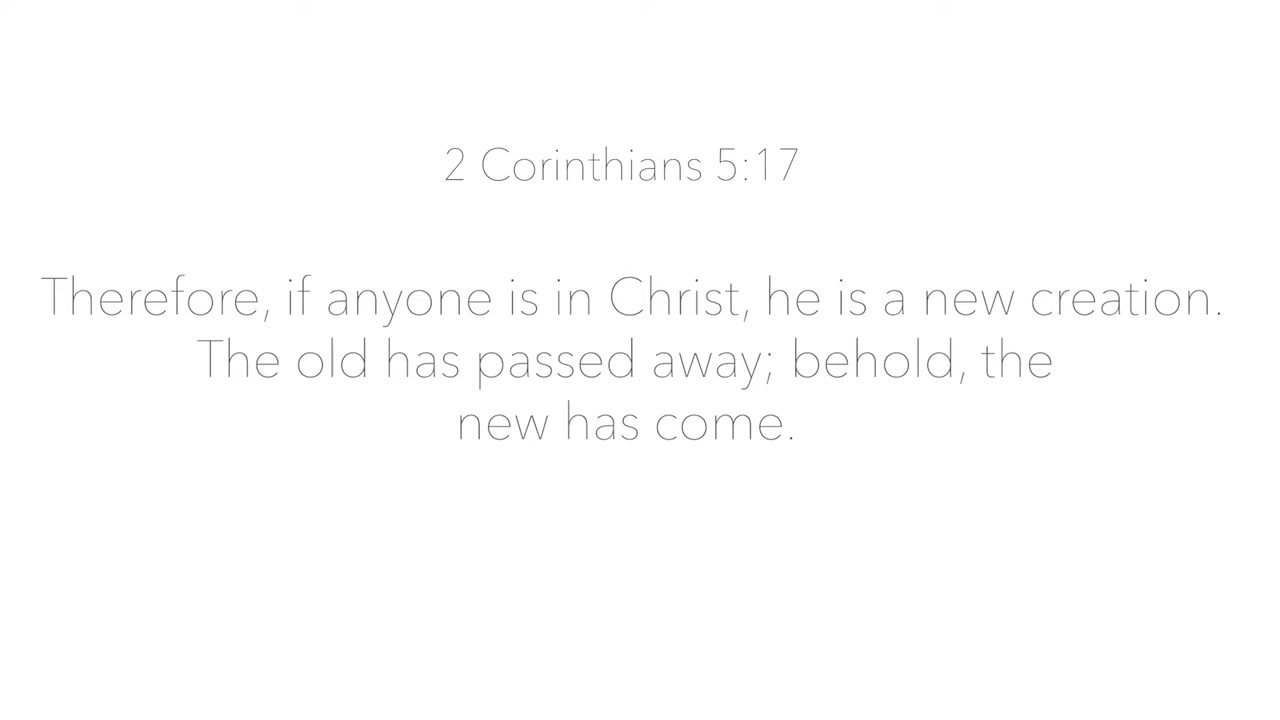 2 Corinthians 5:17
Therefore, if anyone is in Christ, he is a new creation.
The old has passed away; behold, the
new has come.